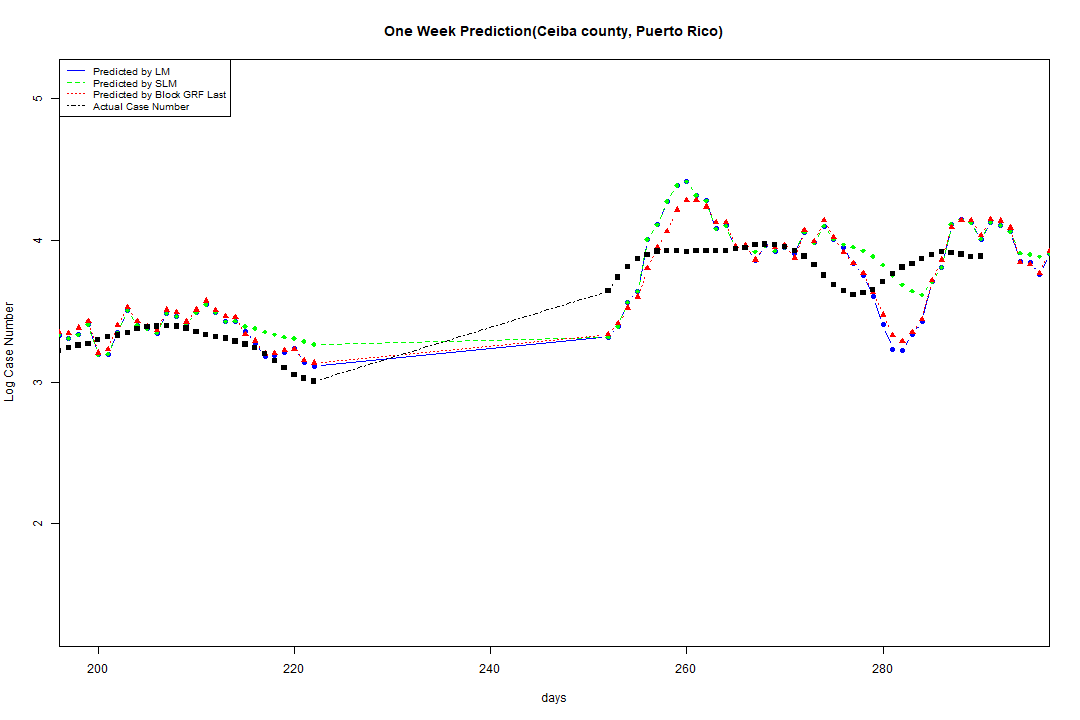 One Week Prediction(Ceiba county, Puerto Rico)
Predicted by LM
Predicted by SLM
Predicted by Block GRF Last
Actual Case Number
5
4
3
2
Log Case Number
200 220 240 260 280
days